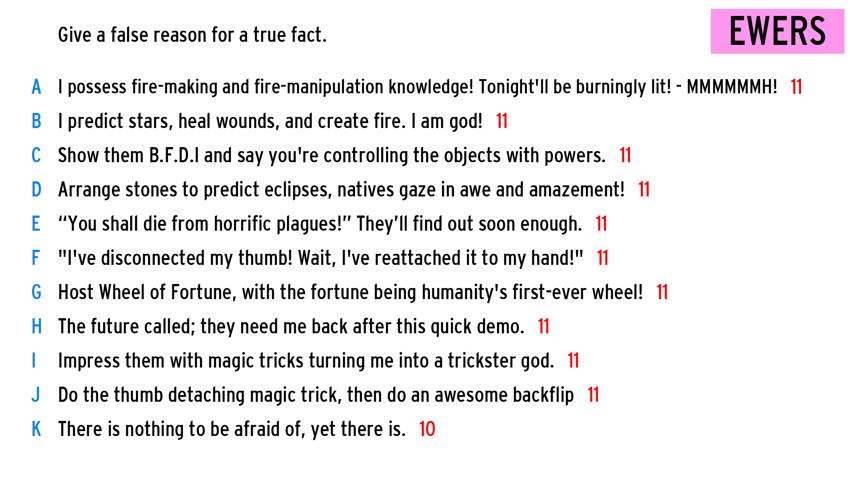 Give a false reason for a true fact.
EWERS
A I possess fire-making and fire-manipulation knowledge! Tonight'll be burningly lit! - MMMMMMH! 11
B I predict stars, heal wounds, and create fire. I am god! 11
C Show them B.F.D.I and say you're controlling the objects with powers. 11
D Arrange stones to predict eclipses, natives gaze in awe and amazement! 11
E “You shall die from horrific plagues!” They’ll find out soon enough. 11
F "I've disconnected my thumb! Wait, I've reattached it to my hand!" 11
G Host Wheel of Fortune, with the fortune being humanity's first-ever wheel! 11
H The future called; they need me back after this quick demo. 11
I Impress them with magic tricks turning me into a trickster god. 11
J Do the thumb detaching magic trick, then do an awesome backflip 11
K There is nothing to be afraid of, yet there is. 10